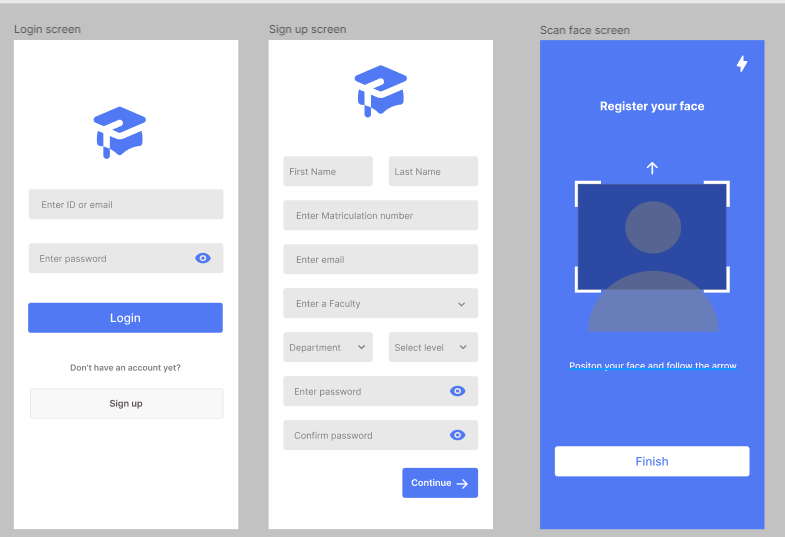 Login screen
Enter ID or email
Enter password
Login
Don't have an account yet?
Sign up
Sign up screen
First Name
Last Name
Enter Matriculation number
Enter email
Enter a Faculty
Department
Select level
Enter password
Confirm password
Continue
Scan face screen
Register your face
Positon your face and follow the arrow
Finish